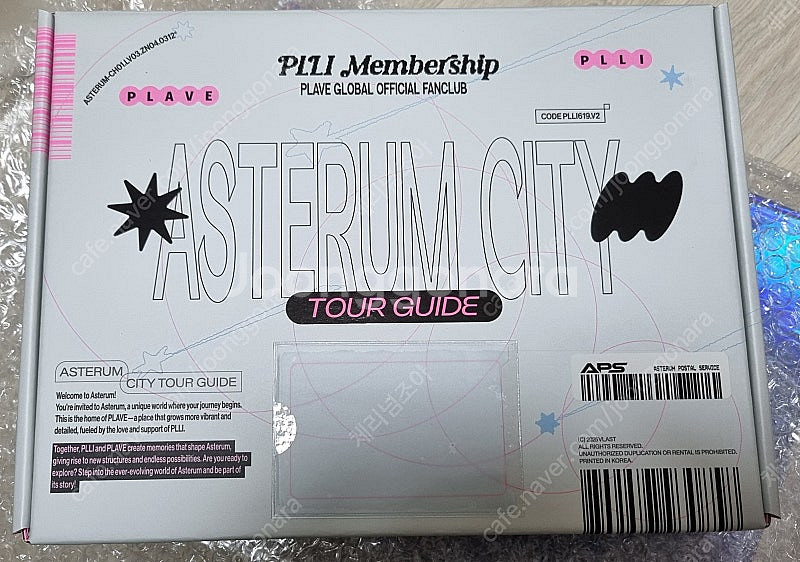 ASTERUM-CH01.LV03.ZN04.0312*
PLLI Membership
PLAVE GLOBAL OFFICIAL FANCLUB
PLAVE
PLLI
CODE PLLI619.V2
ASTERUM CITY
TOUR GUIDE
Joonggonara
ASTERUM
CITY TOUR GUIDE
Welcome to Asterum!
You're invited to Asterum, a unique world where your journey begins.
This is the home of PLAVE—a place that grows more vibrant and
detailed, fueled by the love and support of PLLI.
Together, PLLI and PLAVE create memories that shape Asterum,
giving rise to new structures and endless possibilities. Are you ready to
explore? Step into the ever-evolving world of Asterum and be part of
its story!
APS
ASTERUM POSTAL SERVICE
(C) 2025 VLAST
ALL RIGHTS RESERVED.
UNAUTHORIZED DUPLICATION OR RENTAL IS PROHIBITED.
PRINTED IN KOREA.